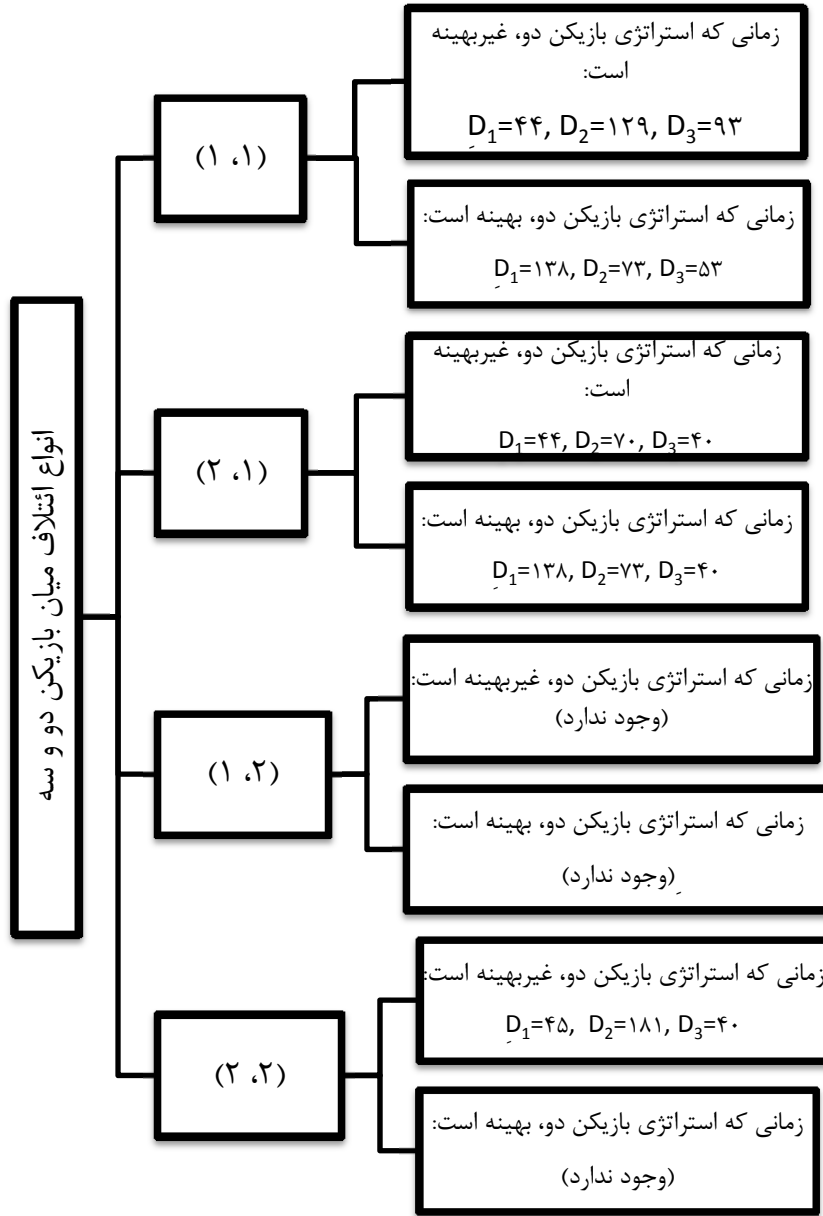 انواع ائتلاف میان بازیکن دو و سه
(۱ ،۱)
زمانی که استراتژی بازیکن دو، غیربهینه
است:
D₁=۴۴, D₂=۱۲۹, D₃=۹۳
زمانی که استراتژی بازیکن دو، بهینه است:
D₁=۱۳۸, D₂=۷۳, D₃=۵۳
(۲ ،۱)
زمانی که استراتژی بازیکن دو، غیربهینه
است:
D₁=۴۴, D₂=۷۰, D₃=۴۰
زمانی که استراتژی بازیکن دو، بهینه است:
D₁=۱۳۸, D₂=۷۳, D₃=۴۰
(۱ ،۲)
زمانی که استراتژی بازیکن دو، غیربهینه است:
(وجود ندارد)
زمانی که استراتژی بازیکن دو، بهینه است:
(وجود ندارد)
(۲ ،۲)
زمانی که استراتژی بازیکن دو، غیربهینه است:
D₁=۴۵, D₂=۱۸۱, D₃=۴۰
زمانی که استراتژی بازیکن دو، بهینه است:
(وجود ندارد)